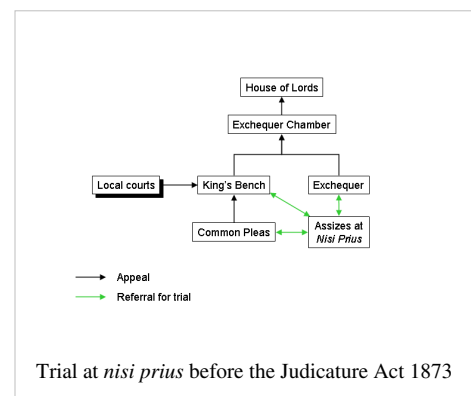 House of Lords
Exchequer Chamber
Local courts
King's Bench
Exchequer
Common Pleas
Assizes at
Nisi Prius
Appeal
Referral for trial
Trial at nisi prius before the Judicature Act 1873